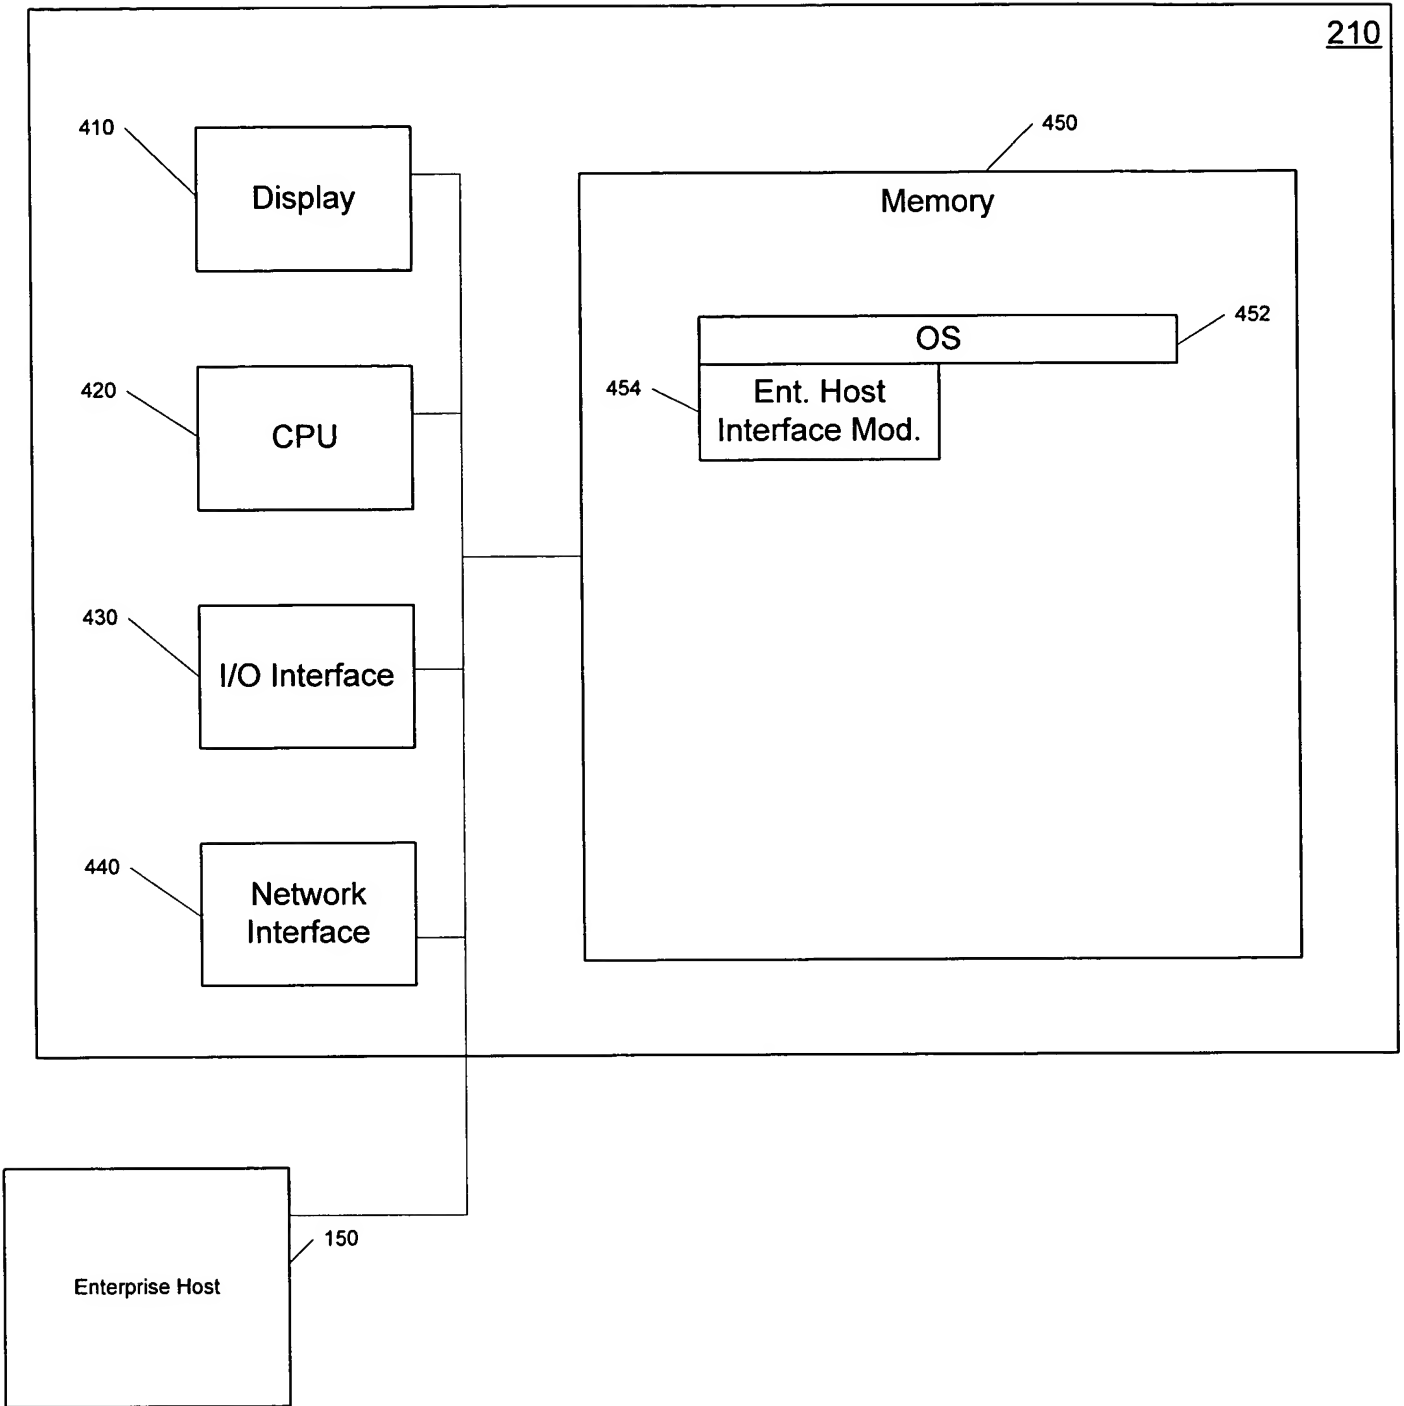 210
410
Display
450
Memory
452
OS
454
Ent. Host
Interface Mod.
420
CPU
430
I/O Interface
440
Network
Interface
150
Enterprise Host